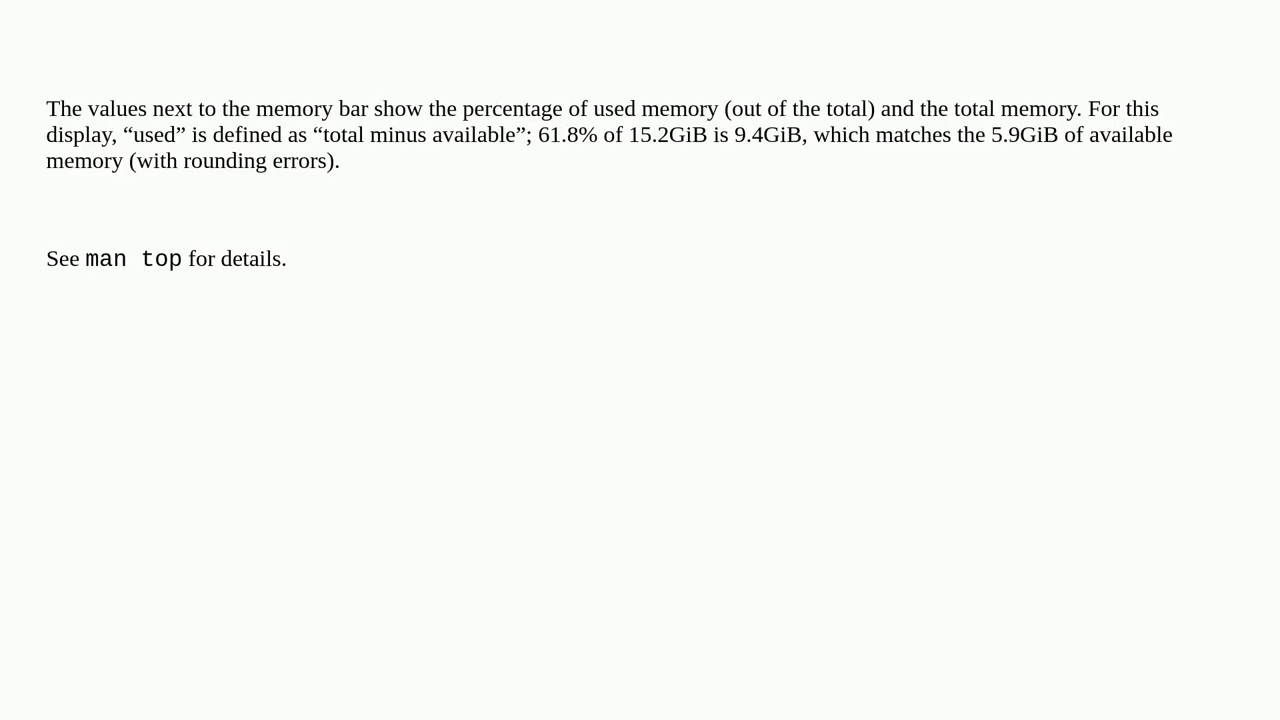 The values next to the memory bar show the percentage of used memory (out of the total) and the total memory. For this
display, “used” is defined as “total minus available”; 61.8% of 15.2GiB is 9.4GiB, which matches the 5.9GiB of available
memory (with rounding errors).
See man top for details.